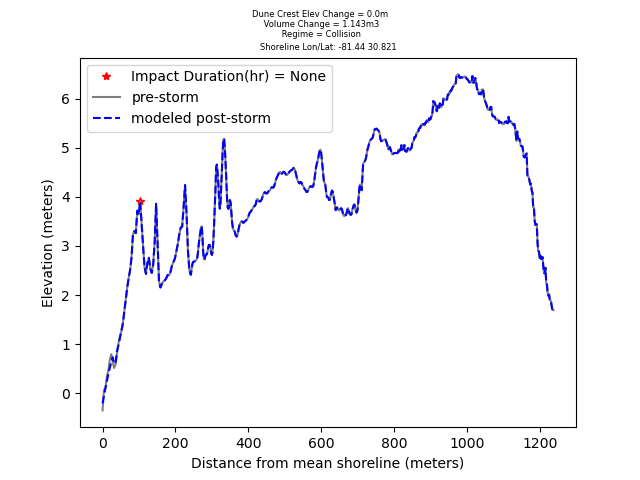 Dune Crest Elev Change = 0.0m
Volume Change = 1.143m3
Regime = Collision
Shoreline Lon/Lat: -81.44 30.821
Impact Duration(hr) = None
pre-storm
modeled post-storm
Elevation (meters)
6
5
4
3
2
1
0
0 200 400 600 800 1000 1200
Distance from mean shoreline (meters)